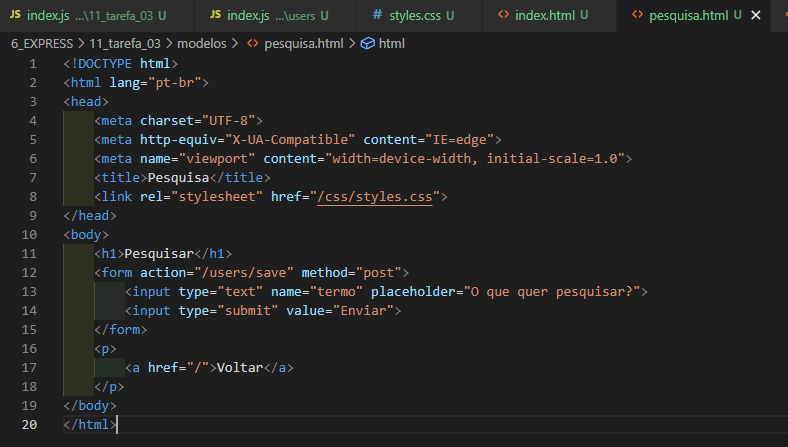 JS index.js ...\11_tarefa_03 U JS index.js ...\users U # styles.css U <> index.html U <> pesquisa.html U ✕
6_EXPRESS > 11_tarefa_03 > modelos > <> pesquisa.html > html
1 <!DOCTYPE html>
2 <html lang="pt-br">
3 <head>
4 <meta charset="UTF-8">
5 <meta http-equiv="X-UA-Compatible" content="IE=edge">
6 <meta name="viewport" content="width=device-width, initial-scale=1.0">
7 <title>Pesquisa</title>
8 <link rel="stylesheet" href="/css/styles.css">
9 </head>
10 <body>
11 <h1>Pesquisar</h1>
12 <form action="/users/save" method="post">
13 <input type="text" name="termo" placeholder="O que quer pesquisar?">
14 <input type="submit" value="Enviar">
15 </form>
16 <p>
17 <a href="/">Voltar</a>
18 </p>
19 </body>
20 </html>